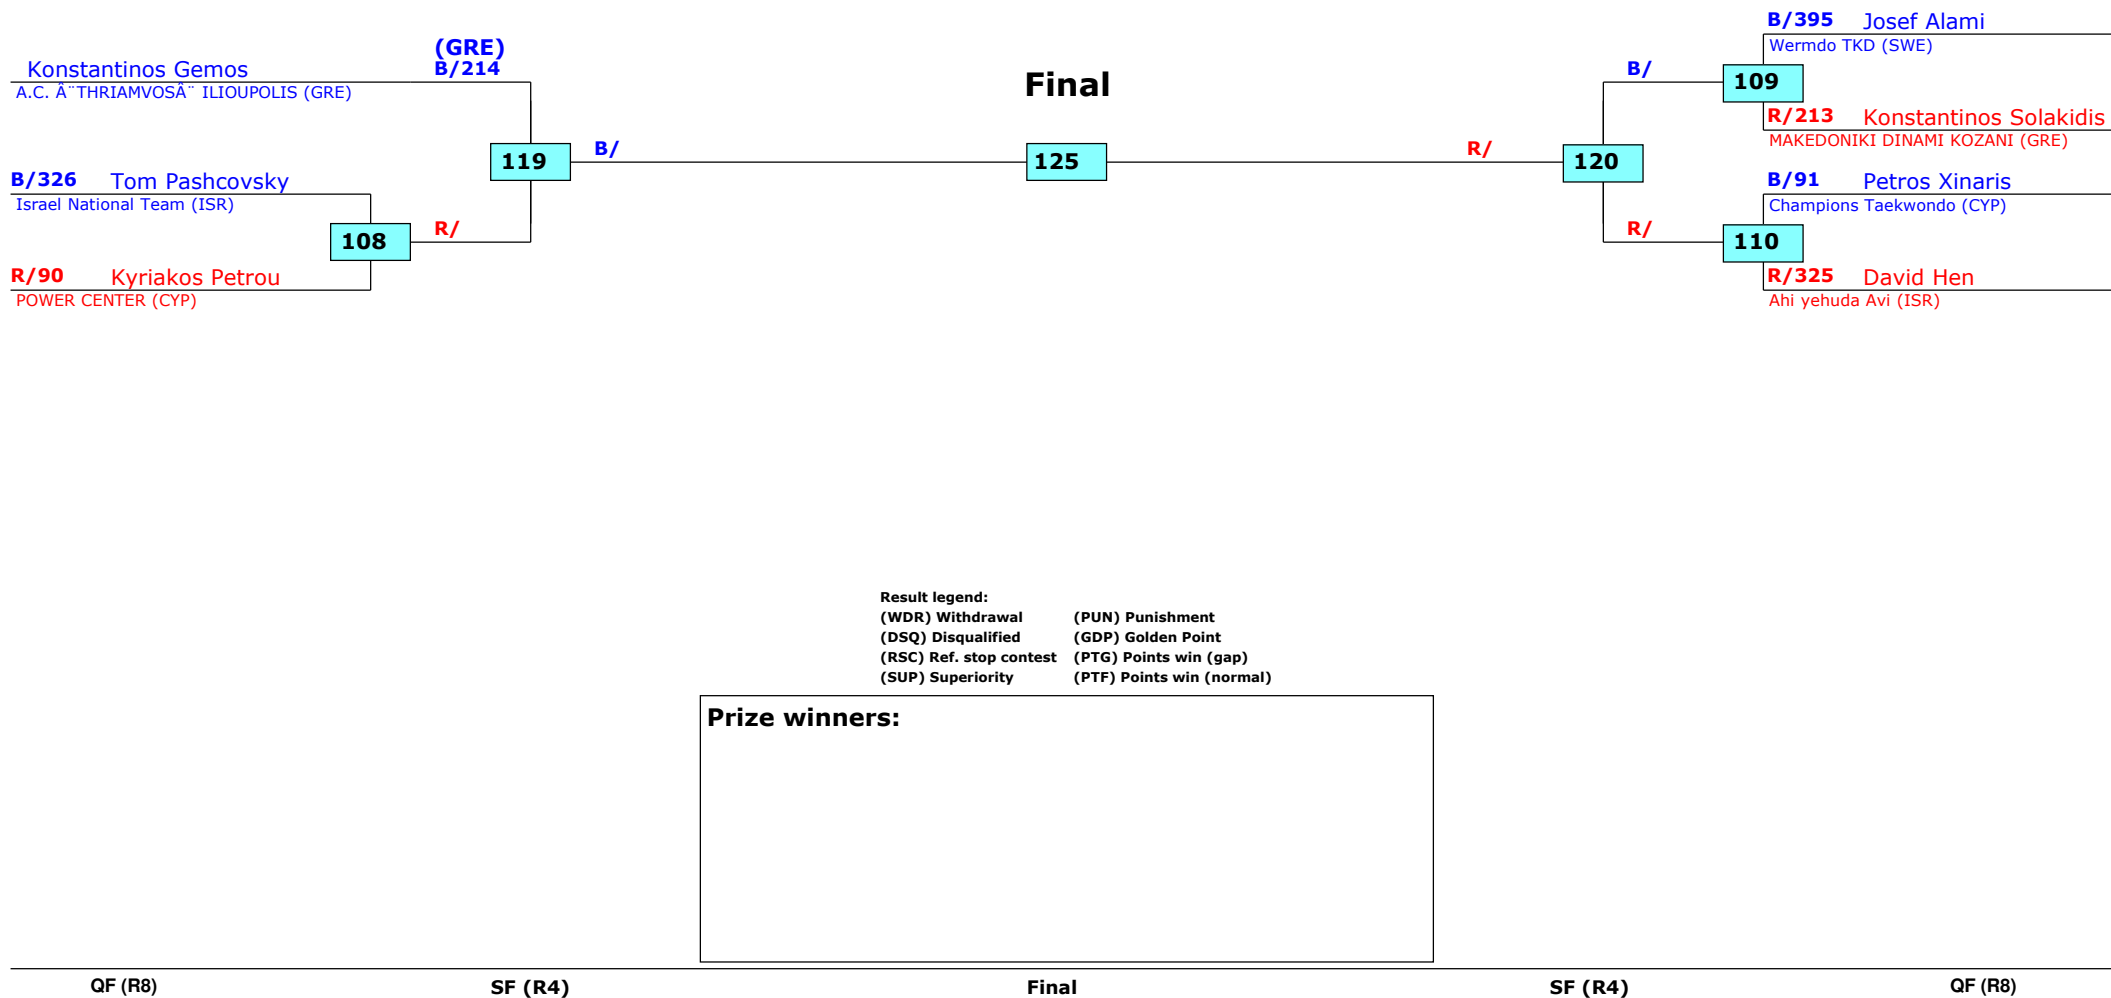 (GRE)
Konstantinos Gemos B/214
A.C. Â¨THRIAMVOSÂ¨ ILIOUPOLIS (GRE)
B/326 Tom Pashcovsky
Israel National Team (ISR)
R/90 Kyriakos Petrou
POWER CENTER (CYP)
108
R/
119
B/
Final
125
R/
120
B/
R/
B/395 Josef Alami
Wermdo TKD (SWE)
109
R/213 Konstantinos Solakidis
MAKEDONIKI DINAMI KOZANI (GRE)
B/91 Petros Xinaris
Champions Taekwondo (CYP)
110
R/325 David Hen
Ahi yehuda Avi (ISR)
Result legend:
(WDR) Withdrawal (PUN) Punishment
(DSQ) Disqualified (GDP) Golden Point
(RSC) Ref. stop contest (PTG) Points win (gap)
(SUP) Superiority (PTF) Points win (normal)
Prize winners:
QF (R8) SF (R4) Final SF (R4) QF (R8)